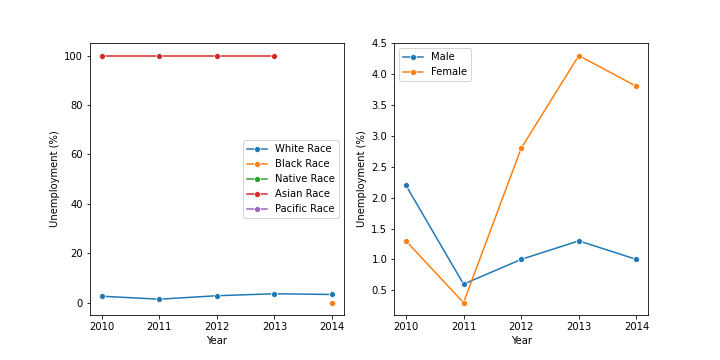 100
80
60
40
20
0
Unemployment (%)
2010 2011 2012 2013 2014
Year
White Race
Black Race
Native Race
Asian Race
Pacific Race
4.5
4.0
3.5
3.0
2.5
2.0
1.5
1.0
0.5
Unemployment (%)
2010 2011 2012 2013 2014
Year
Male
Female